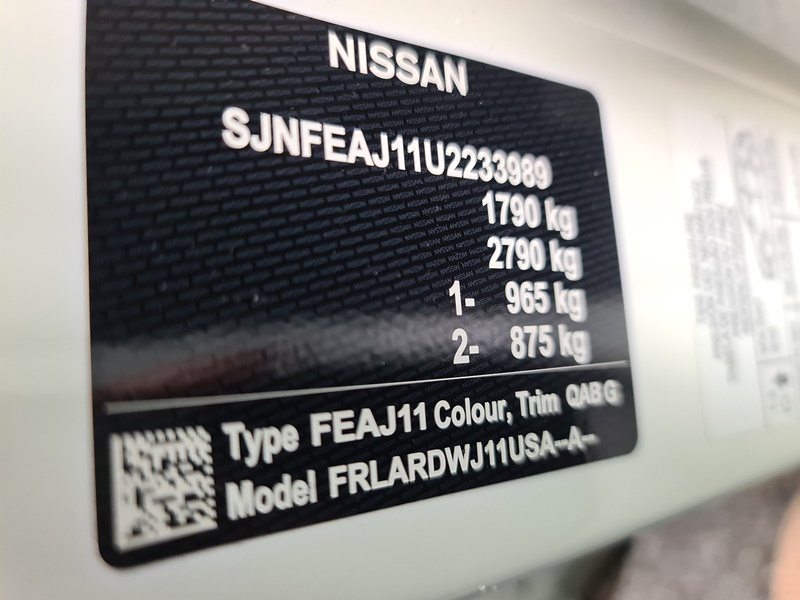 NISSAN
SJNFEAJ11U2233989
1790 kg
2790 kg
1- 965 kg
2- 875 kg
Type FEAJ11 Colour, Trim QAB G
Model FRLARDWJ11USA--A--